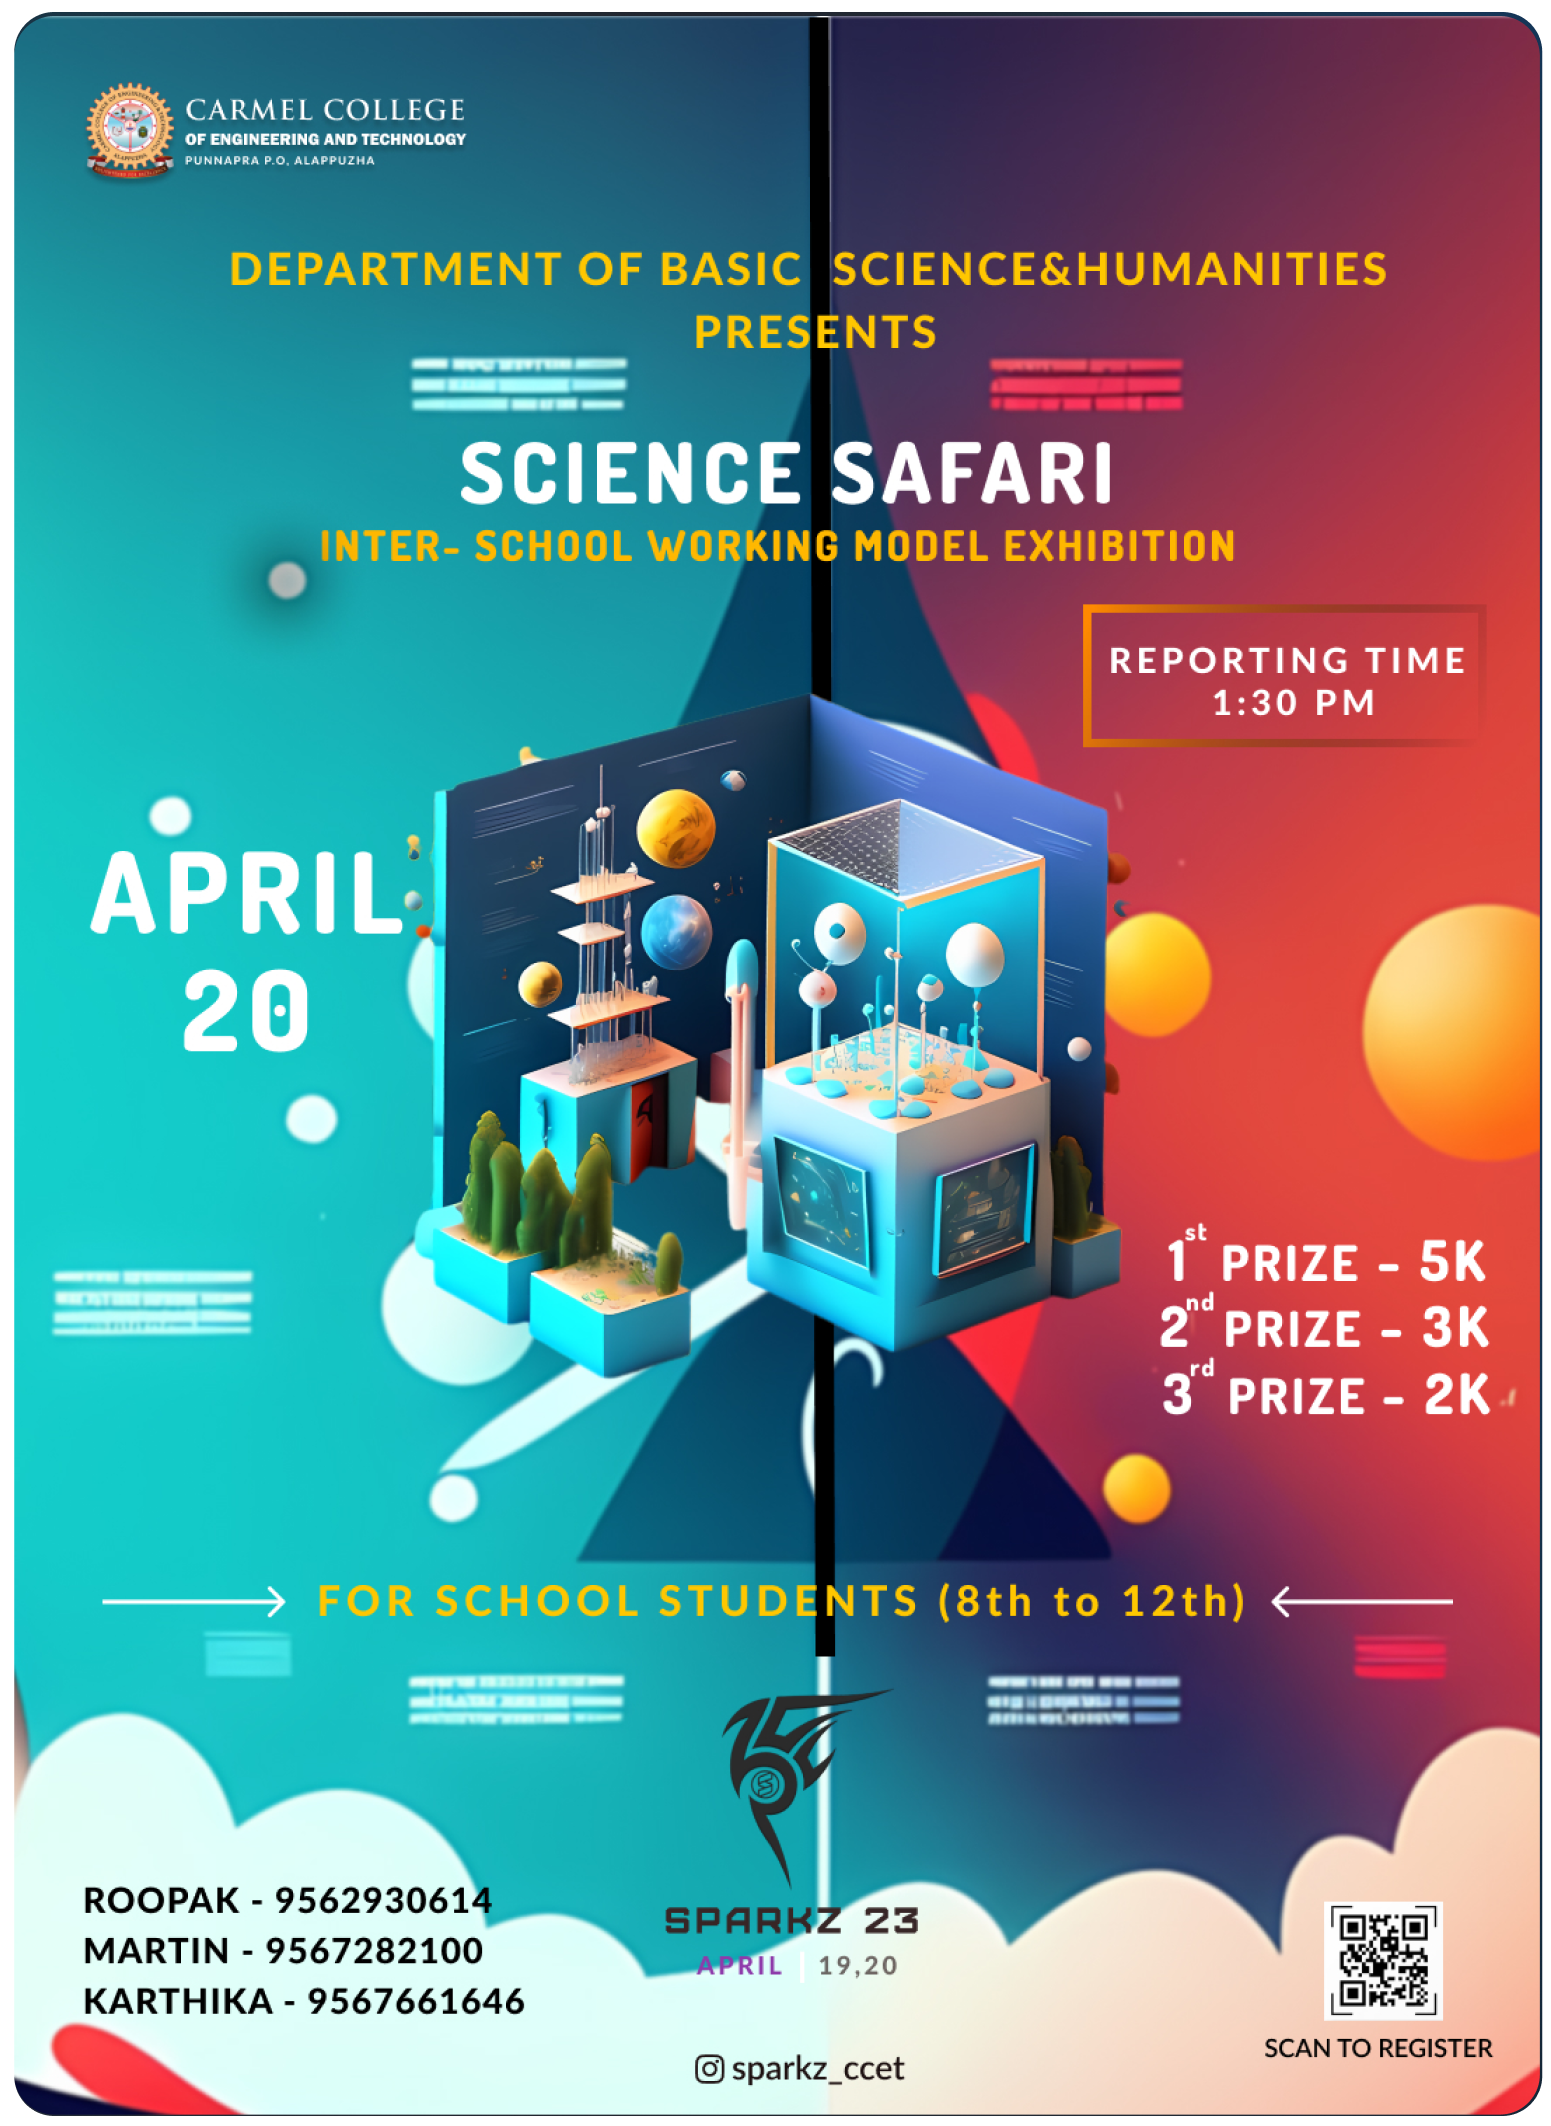 CARMEL COLLEGE
OF ENGINEERING AND TECHNOLOGY
PUNNAPRA P.O, ALAPPUZHA
DEPARTMENT OF BASIC SCIENCE&HUMANITIES
PRESENTS
SCIENCE SAFARI
INTER- SCHOOL WORKING MODEL EXHIBITION
REPORTING TIME
1:30 PM
APRIL
20
1st PRIZE - 5K
2nd PRIZE - 3K
3rd PRIZE - 2K
FOR SCHOOL STUDENTS (8th to 12th)
ROOPAK - 9562930614
MARTIN - 9567282100
KARTHIKA - 9567661646
SPARKZ 23
APRIL | 19,20
sparkz_ccet
SCAN TO REGISTER